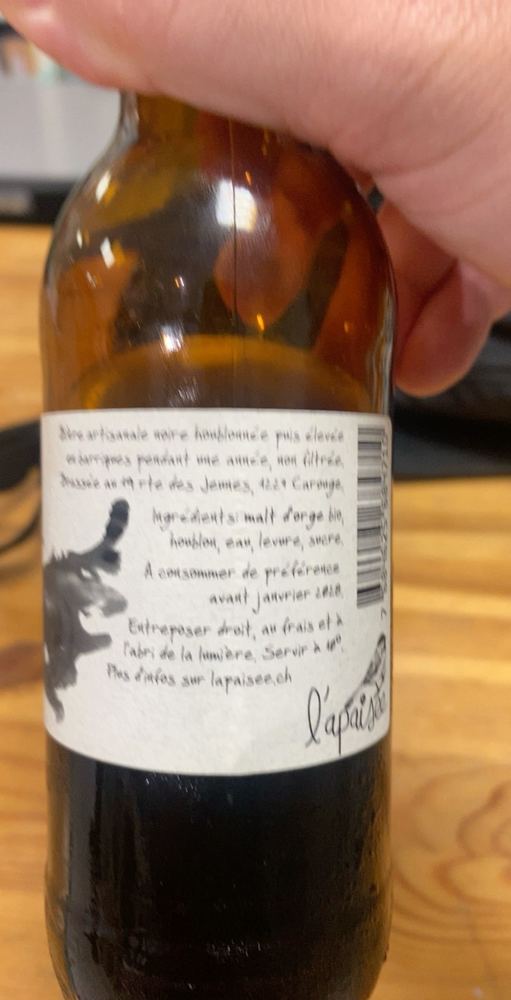 Bière artisanale noire houblonnée puis élevée
en barriques pendant une année, non filtrée.
Brassée au 19 rte des Jeunes, 1227 Carouge.
Ingrédients: malt d'orge bio,
houblon, eau, levure, sucre.
A consommer de préférence
avant janvier 2028.
Entreposer droit, au frais et à
l'abri de la lumière. Servir à 10°.
Plus d'infos sur lapaisee.ch
l'apaisée